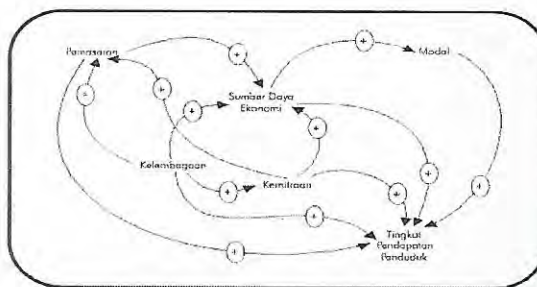 Pemasaran
+
+
Modal
+
+
Sumber Daya
Ekonomi
+
+
+
Kelembagaan
+
Kemitraan
+
+
+
+
Tingkat
Pendapatan
Penduduk
+